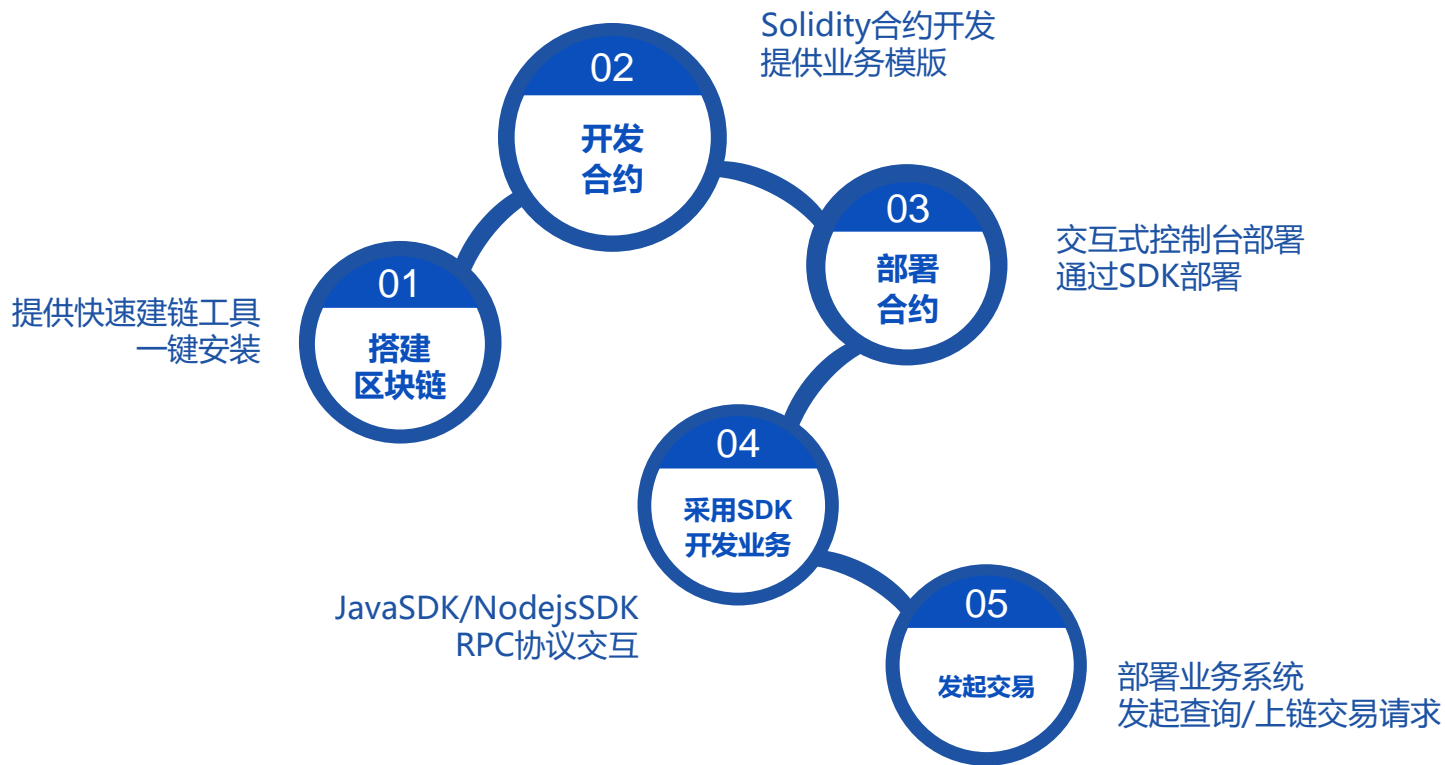 01
搭建
区块链
提供快速建链工具
一键安装
02
开发
合约
Solidity合约开发
提供业务模版
03
部署
合约
交互式控制台部署
通过SDK部署
04
采用SDK
开发业务
JavaSDK/NodejsSDK
RPC协议交互
05
发起交易
部署业务系统
发起查询/上链交易请求